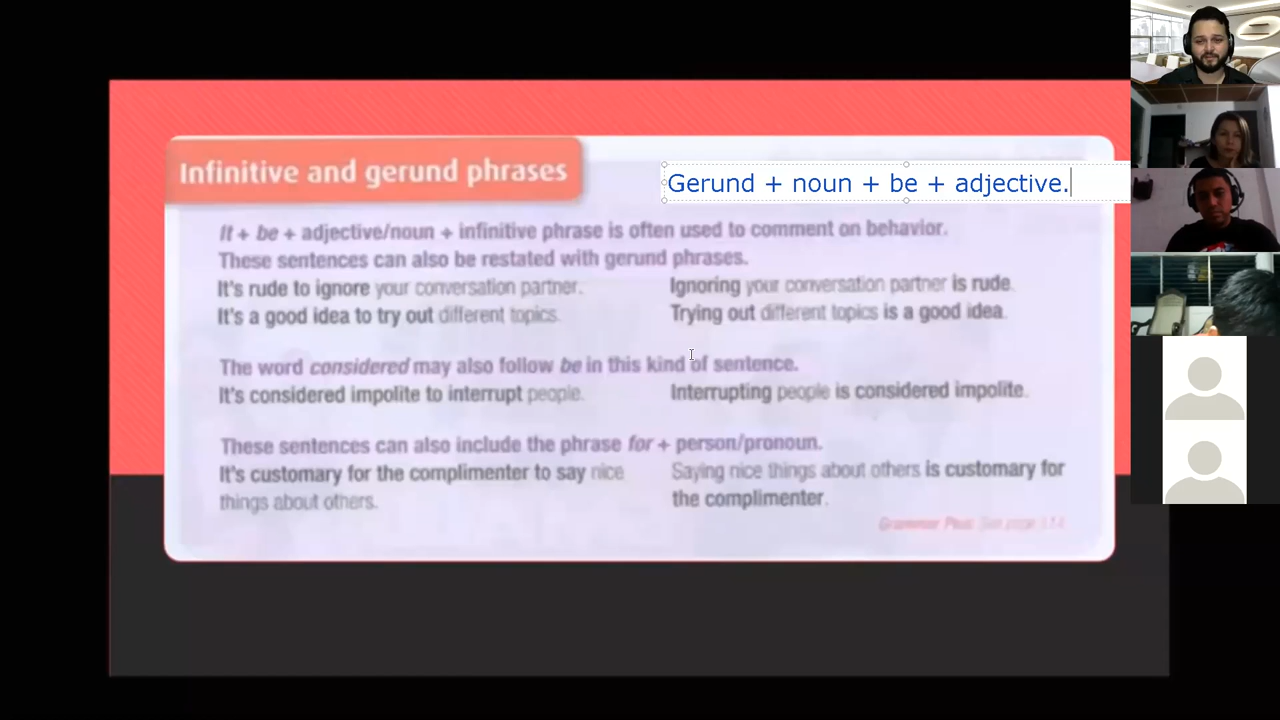 Infinitive and gerund phrases
Gerund + noun + be + adjective.
It + be + adjective/noun + infinitive phrase is often used to comment on behavior.
These sentences can also be restated with gerund phrases.
It's rude to ignore your conversation partner.
Ignoring your conversation partner is rude.
It's a good idea to try out different topics.
Trying out different topics is a good idea.
The word considered may also follow be in this kind of sentence.
It's considered impolite to interrupt people.
Interrupting people is considered impolite.
These sentences can also include the phrase for + person/pronoun.
It's customary for the complimenter to say nice
things about others.
Saying nice things about others is customary for
the complimenter.
Grammar Plus: See page